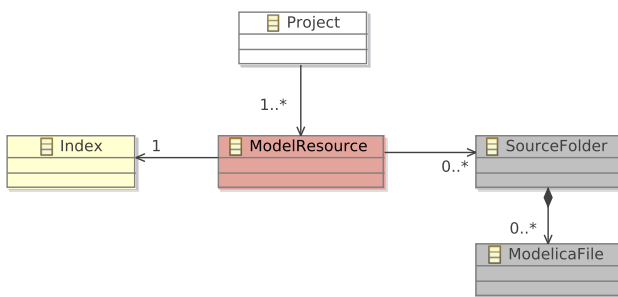 Project
1..*
Index
1
ModelResource
0..*
SourceFolder
0..*
ModelicaFile